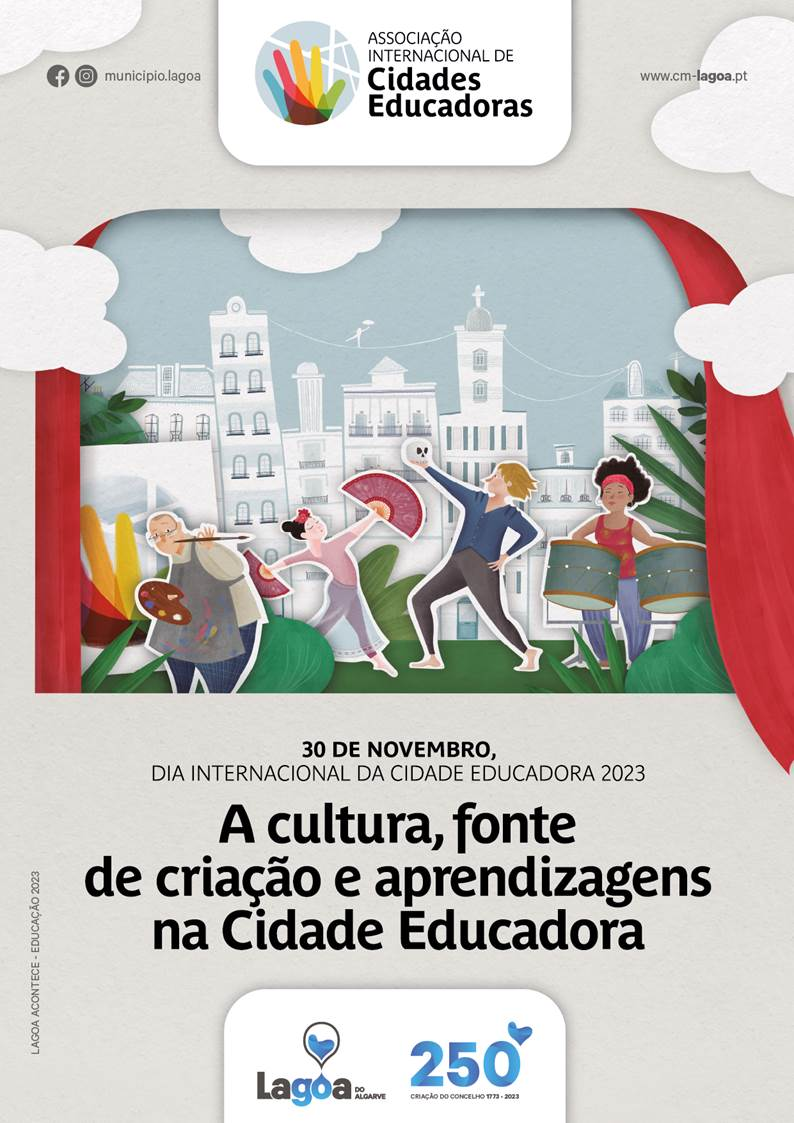 municipio.lagoa
ASSOCIAÇÃO
INTERNACIONAL DE
Cidades
Educadoras
www.cm-lagoa.pt
30 DE NOVEMBRO,
DIA INTERNACIONAL DA CIDADE EDUCADORA 2023
A cultura, fonte
de criação e aprendizagens
na Cidade Educadora
LAGOA ACONTECE - EDUCAÇÃO 2023
Lagoa DO
ALGARVE
250
CRIAÇÃO DO CONCELHO 1773 - 2023